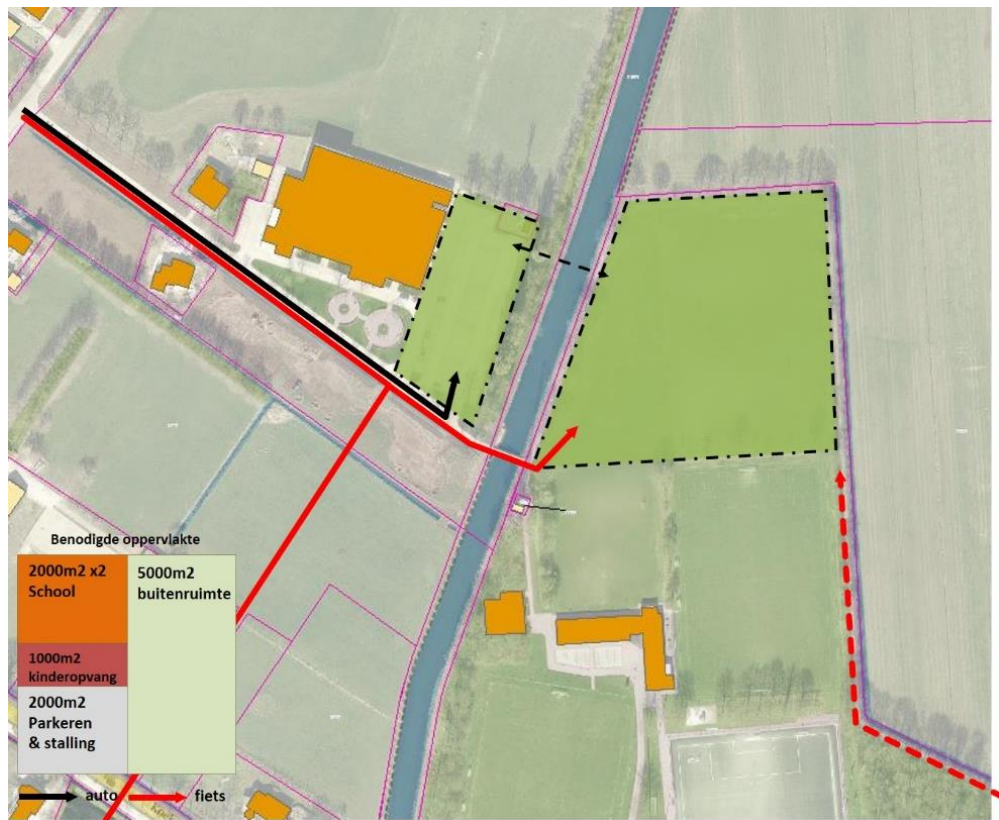 Benodigde oppervlakte
2000m2 x2
School
5000m2
buitenruimte
1000m2
kinderopvang
2000m2
Parkeren
& stalling
auto
fiets